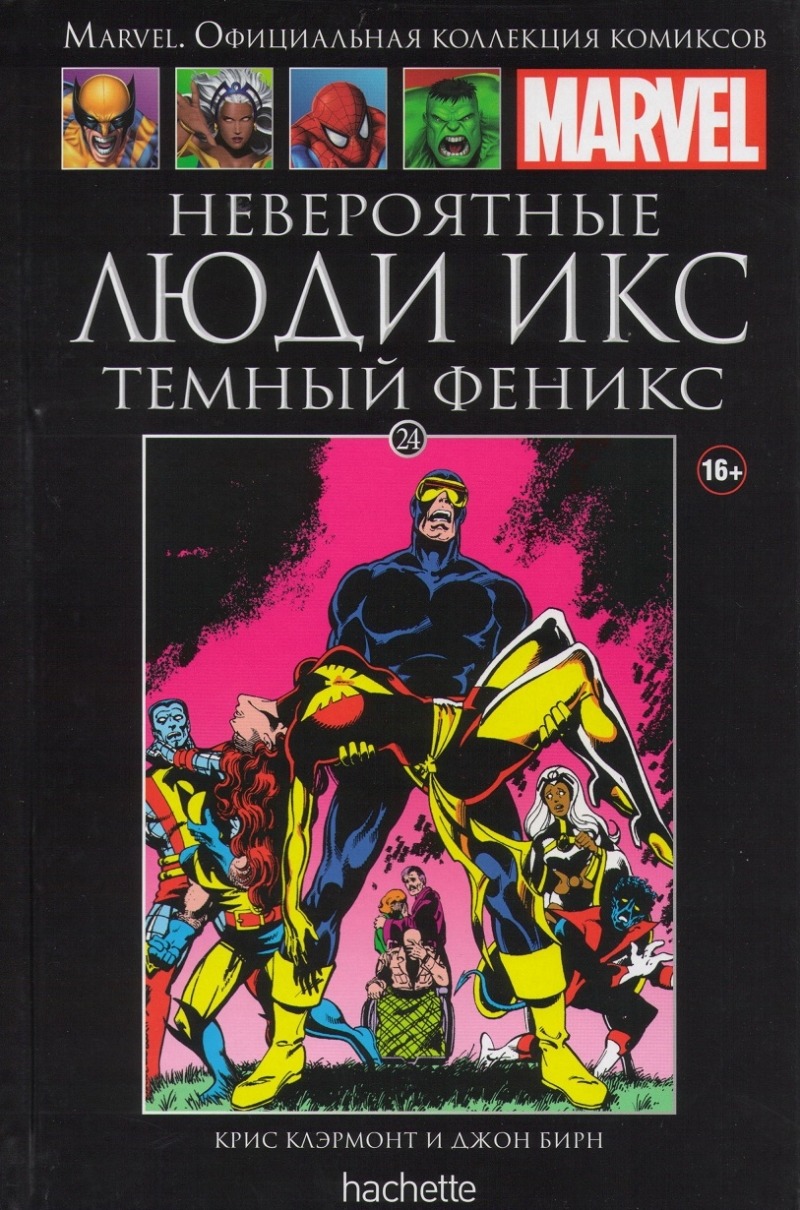 MARVEL. ОФИЦИАЛЬНАЯ КОЛЛЕКЦИЯ КОМИКСОВ
MARVEL
НЕВЕРОЯТНЫЕ
ЛЮДИ ИКС
ТЕМНЫЙ ФЕНИКС
24
16+
КРИС КЛЭРМОНТ И ДЖОН БИРН
hachette